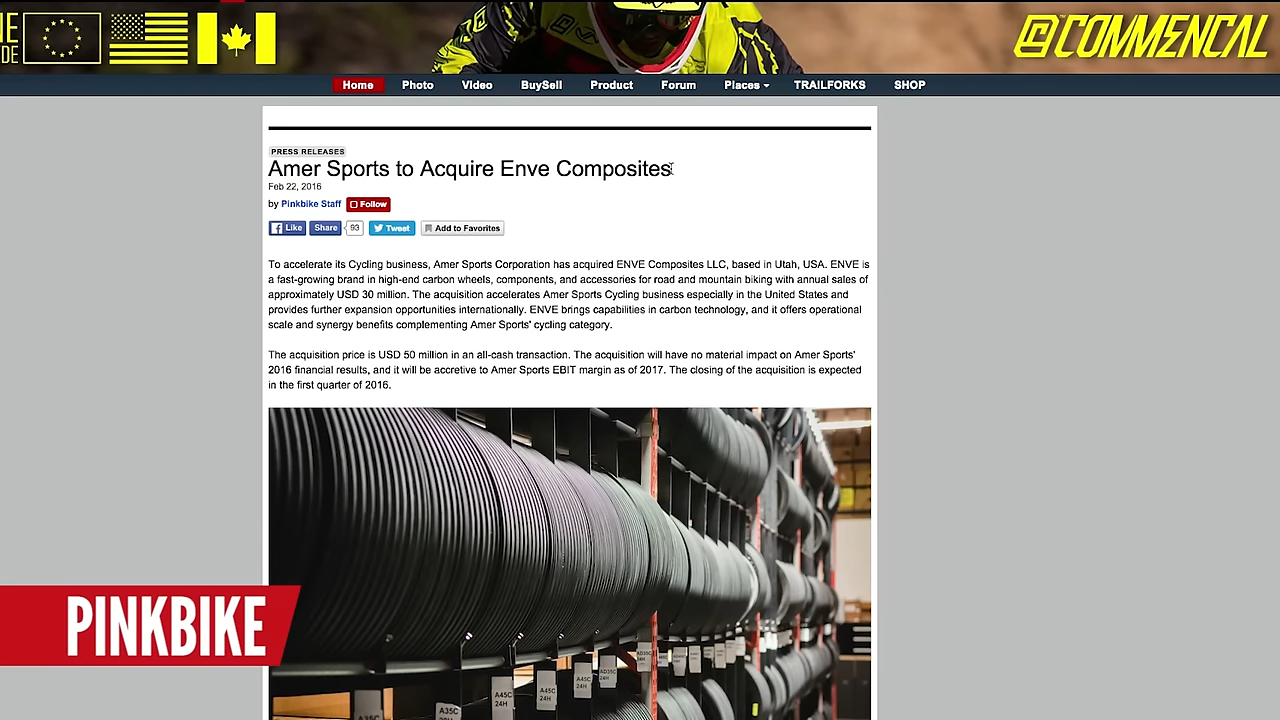 COMMENCAL
Home Photo Video BuySell Product Forum Places TRAILFORKS SHOP
PRESS RELEASES
Amer Sports to Acquire Enve Composites
Feb 22, 2016
by Pinkbike Staff Follow
Like Share 93 Tweet Add to Favorites
To accelerate its Cycling business, Amer Sports Corporation has acquired ENVE Composites LLC, based in Utah, USA. ENVE is
a fast-growing brand in high-end carbon wheels, components, and accessories for road and mountain biking with annual sales of
approximately USD 30 million. The acquisition accelerates Amer Sports Cycling business especially in the United States and
provides further expansion opportunities internationally. ENVE brings capabilities in carbon technology, and it offers operational
scale and synergy benefits complementing Amer Sports' cycling category.
The acquisition price is USD 50 million in an all-cash transaction. The acquisition will have no material impact on Amer Sports'
2016 financial results, and it will be accretive to Amer Sports EBIT margin as of 2017. The closing of the acquisition is expected
in the first quarter of 2016.
PINKBIKE
A45C
24H
A45C
24H
A45C
24H
A35C